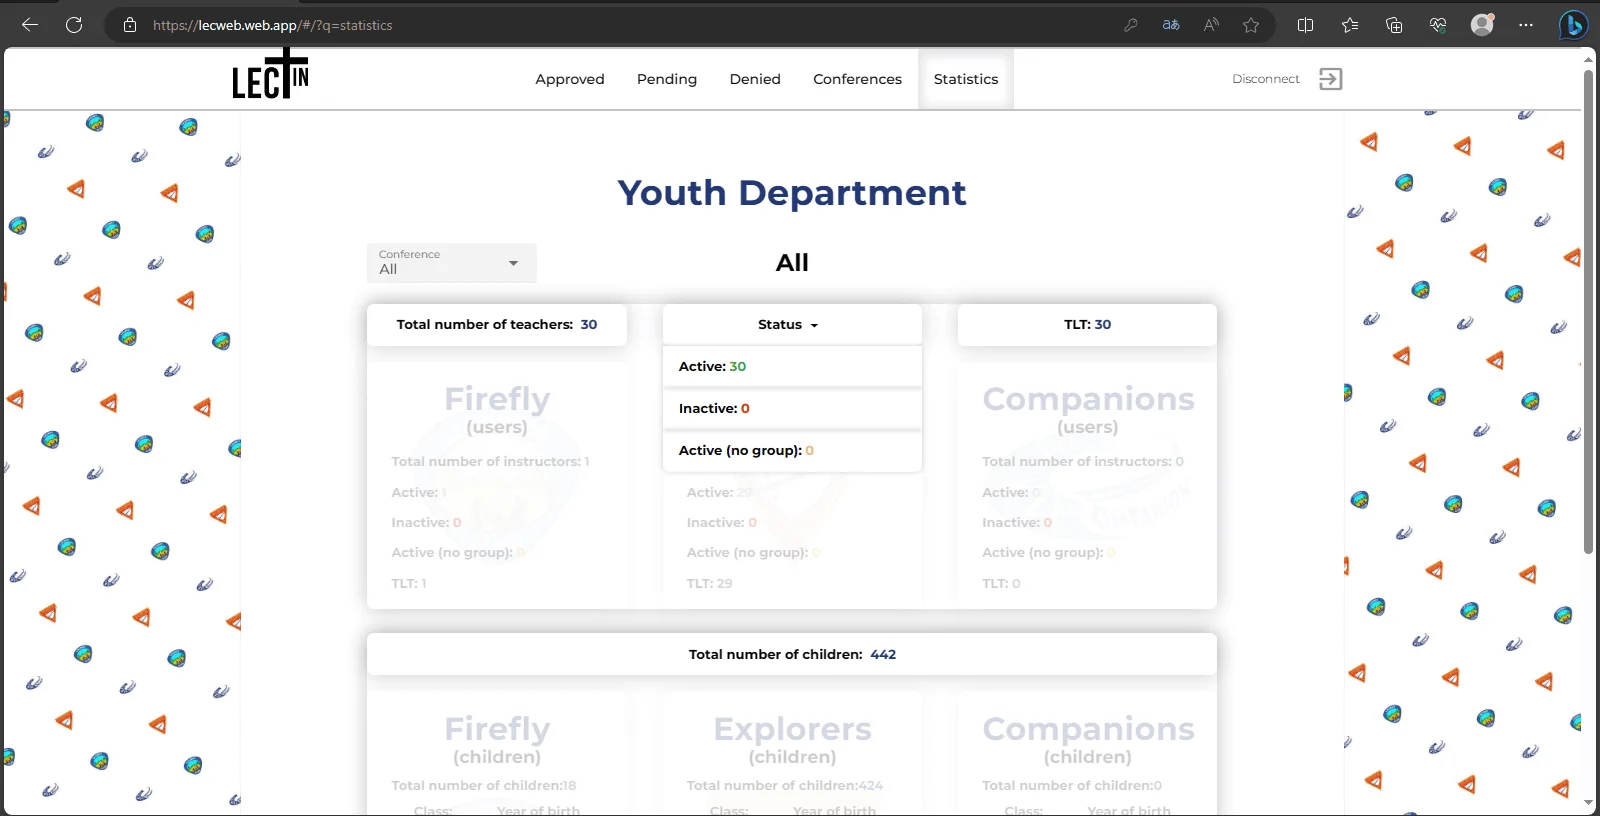 https://lecweb.web.app/#/?q=statistics
LECTIN
Approved
Pending
Denied
Conferences
Statistics
Disconnect
Youth Department
Conference
All
All
Total number of teachers: 30
Status
TLT: 30
Active: 30
Inactive: 0
Active (no group): 0
Firefly
(users)
Total number of instructors: 1
Active: 1
Inactive: 0
Active (no group): 0
TLT: 1
Active: 29
Inactive: 0
Active (no group): 0
TLT: 29
Companions
(users)
Total number of instructors: 0
Active: 0
Inactive: 0
Active (no group): 0
TLT: 0
Total number of children: 442
Firefly
(children)
Total number of children:18
Class: Year of birth
Explorers
(children)
Total number of children:424
Class: Year of birth
Companions
(children)
Total number of children:0
Class: Year of birth